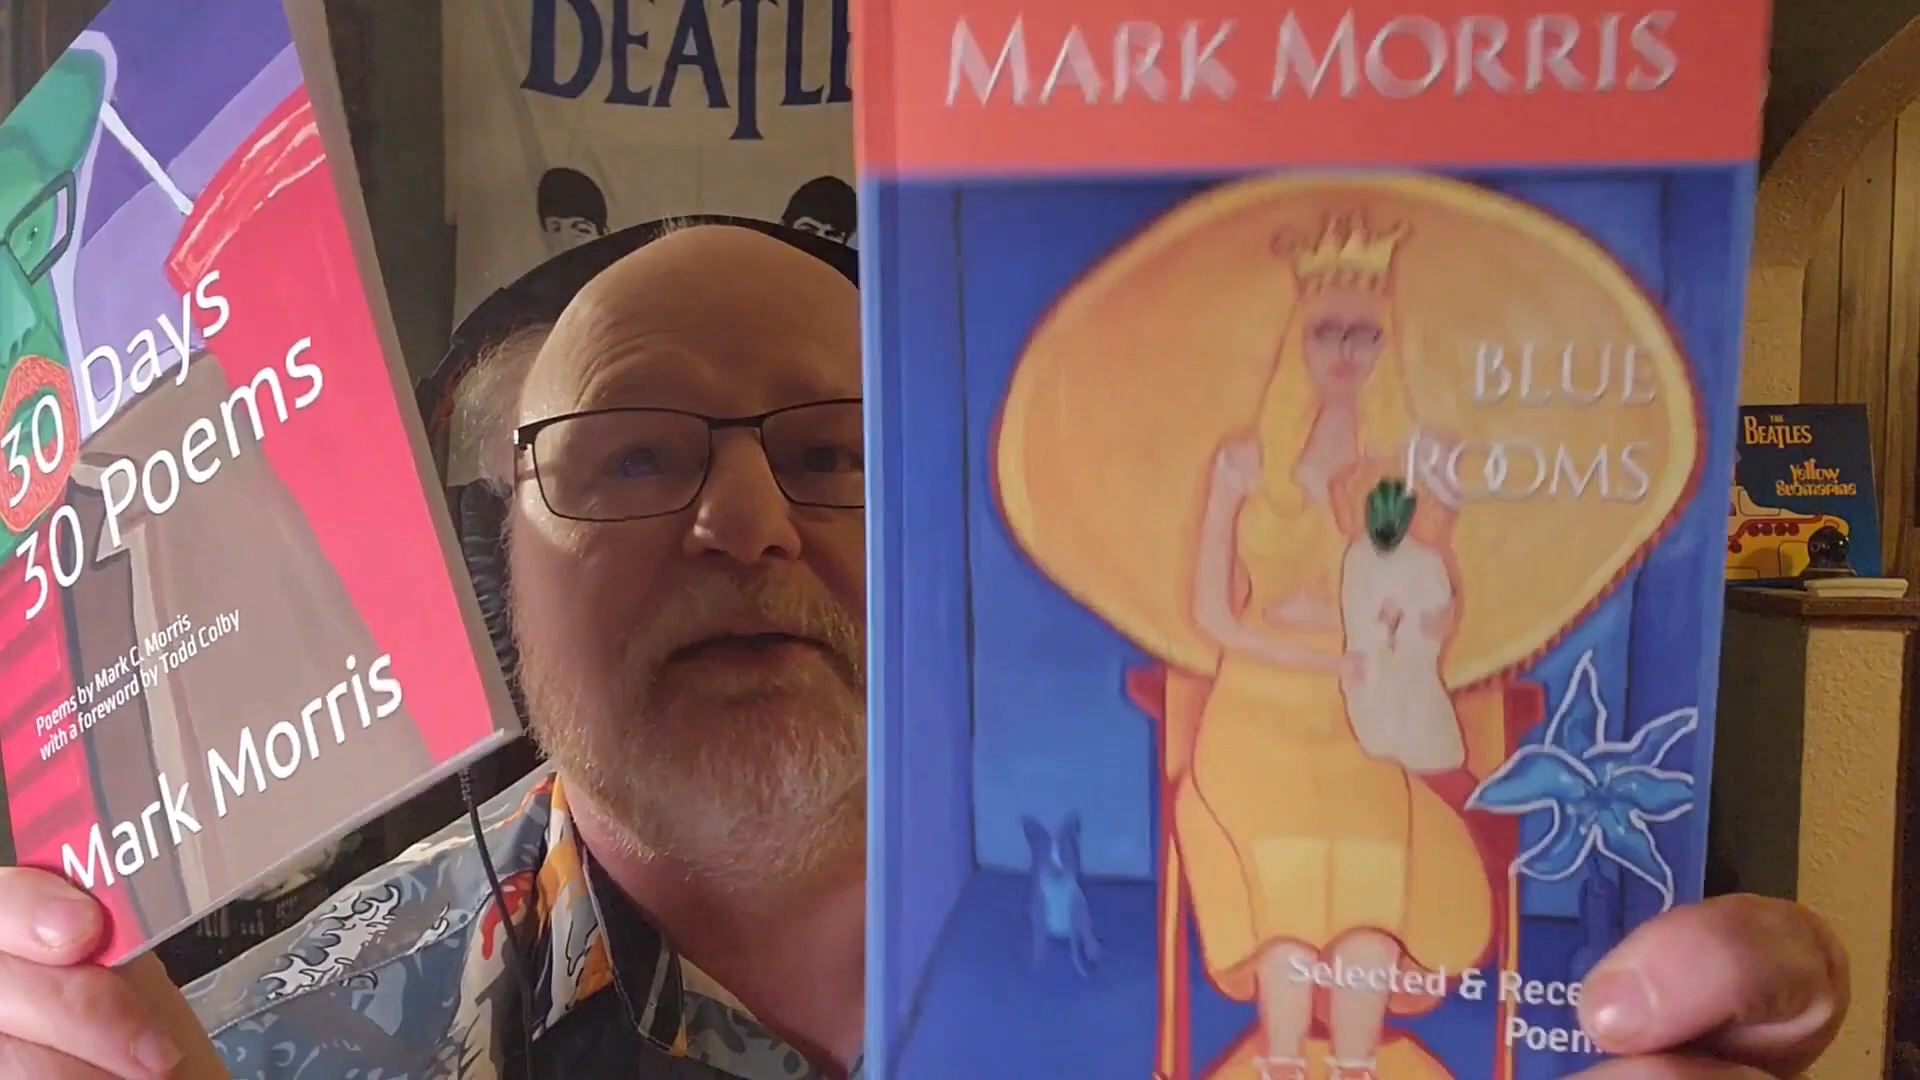 30 Days
30 Poems
Poems by Mark C. Morris
with a foreword by Todd Colby
Mark Morris
BEATL
MARK MORRIS
BLUE
ROOMS
Selected & Rece
Poem
THE
BEATLES
Yellow
Submarine